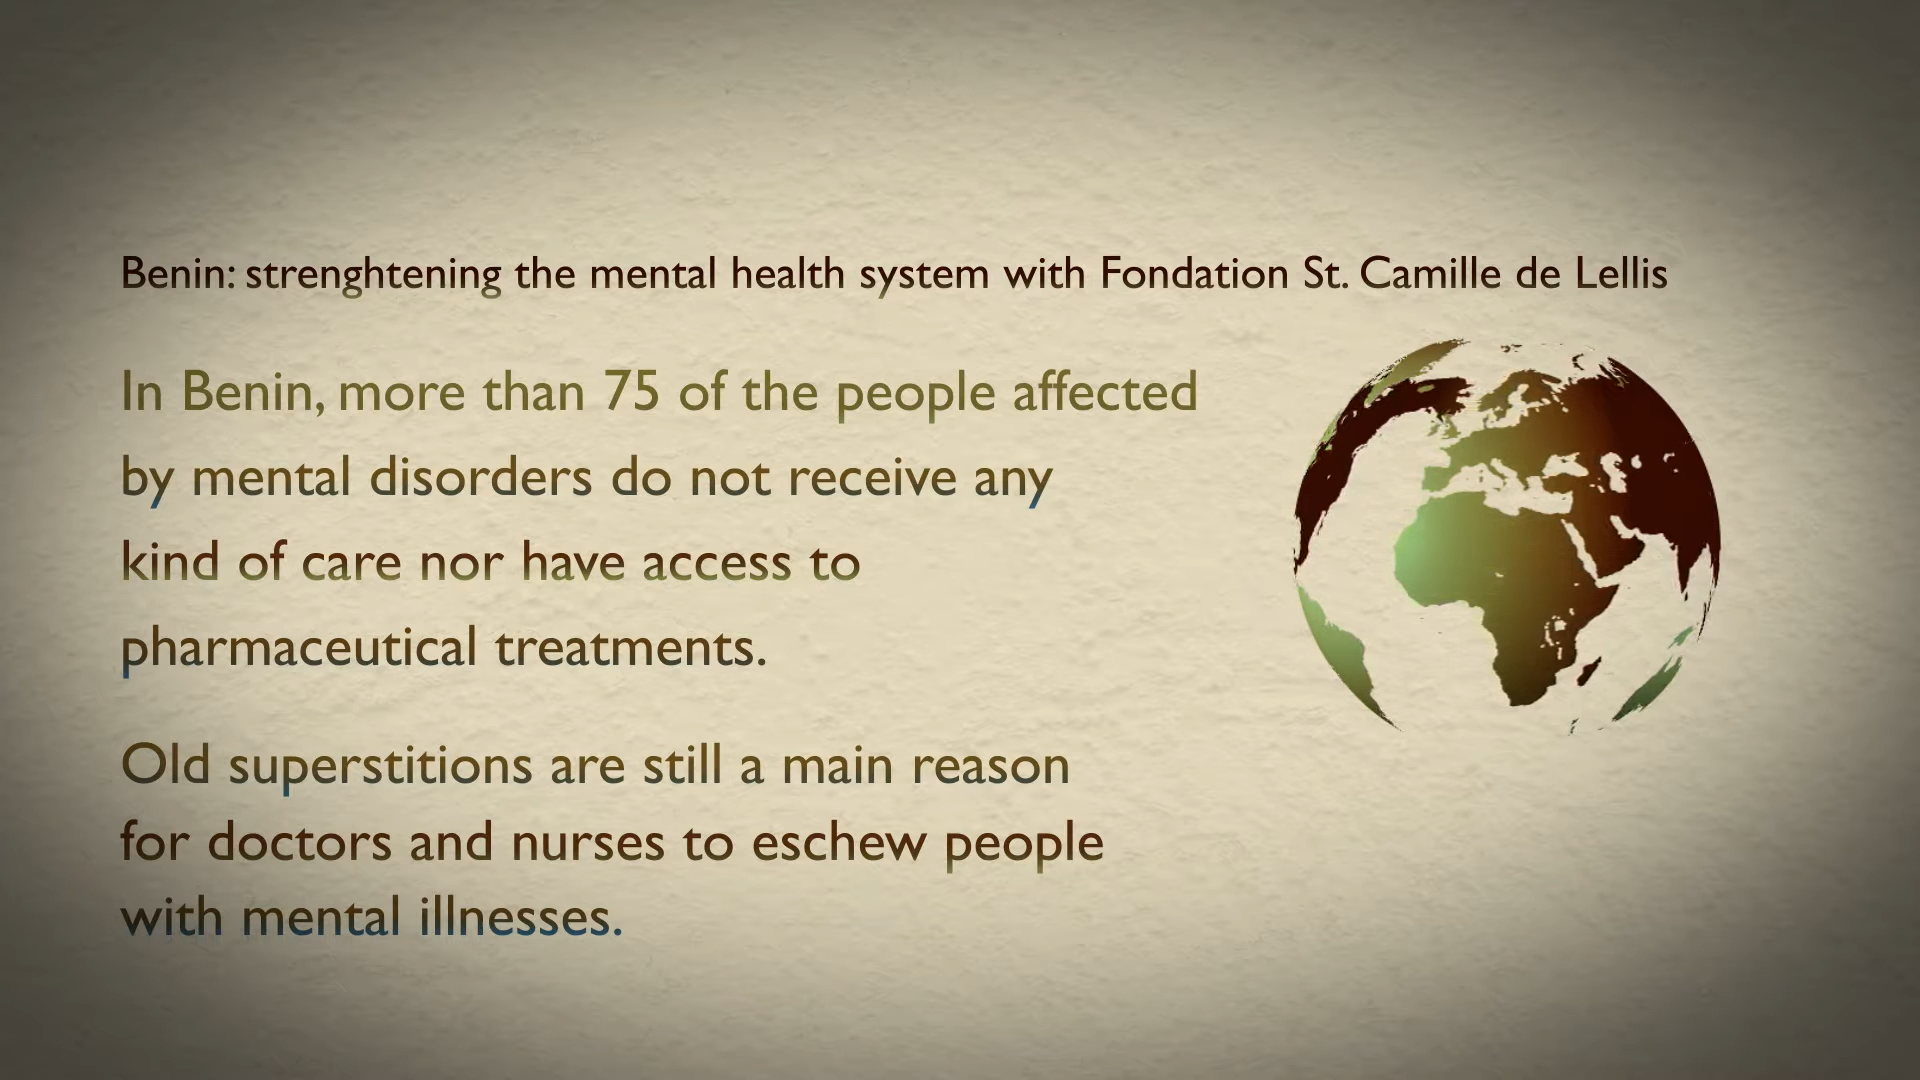 Benin: strenghtening the mental health system with Fondation St. Camille de Lellis
In Benin, more than 75 of the people affected
by mental disorders do not receive any
kind of care nor have access to
pharmaceutical treatments.
Old superstitions are still a main reason
for doctors and nurses to eschew people
with mental illnesses.